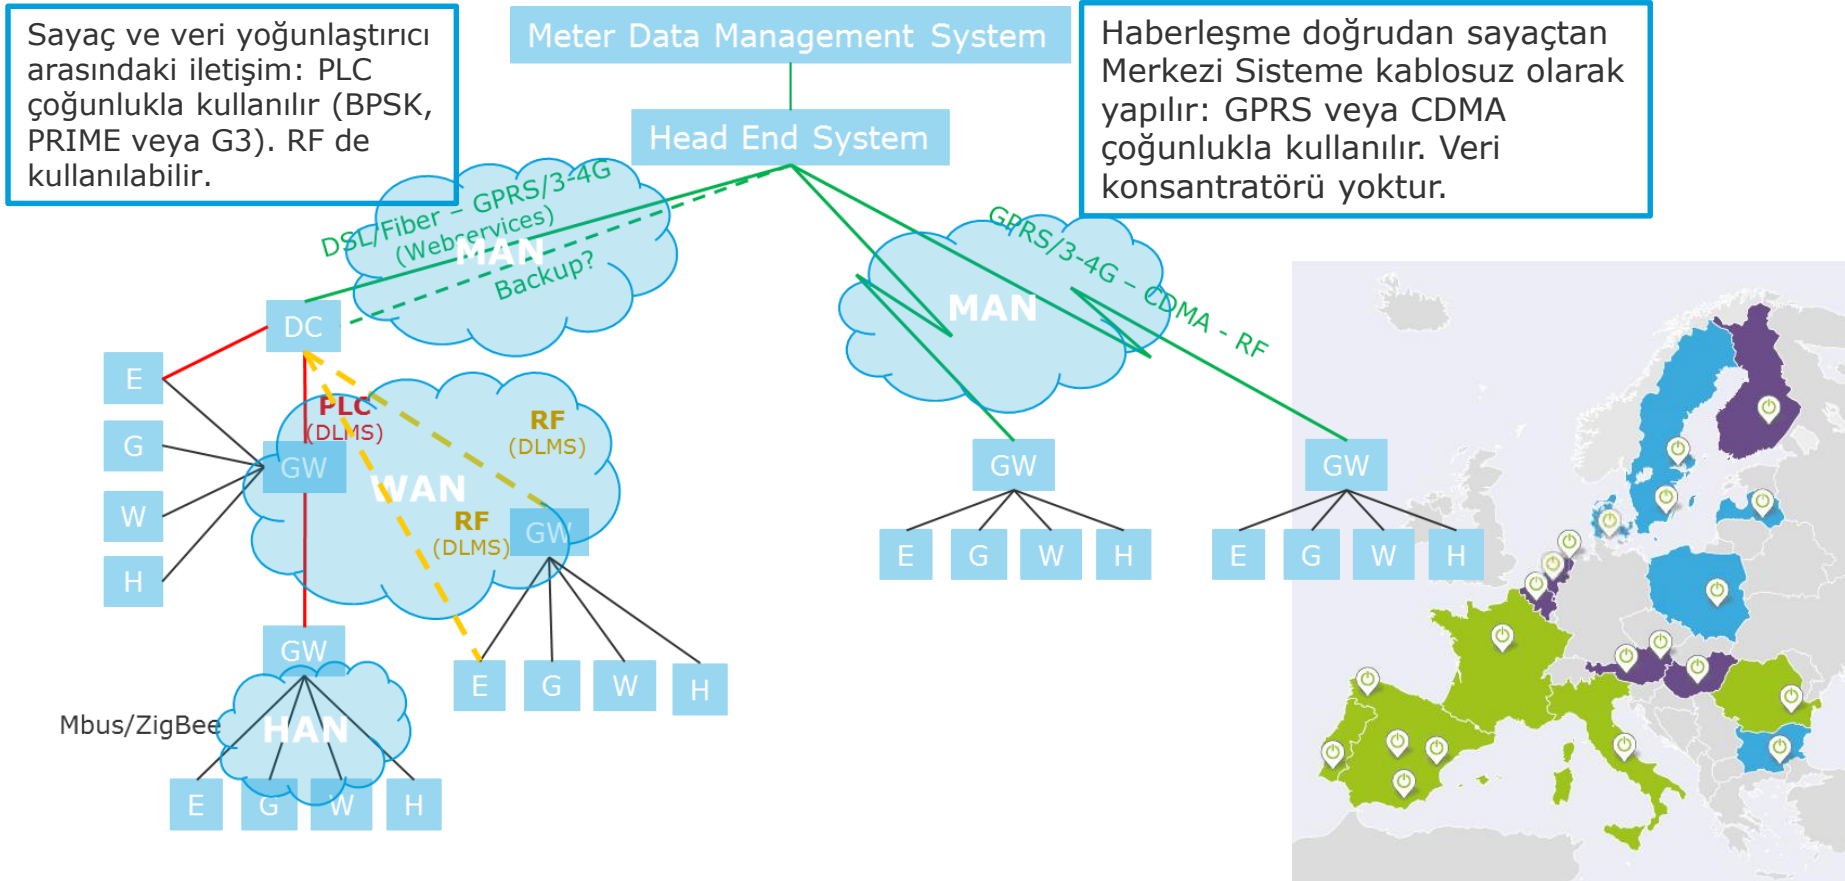 Sayaç ve veri yoğunlaştırıcı
arasındaki iletişim: PLC
çoğunlukla kullanılır (BPSK,
PRIME veya G3). RF de
kullanılabilir.
Meter Data Management System
Head End System
Haberleşme doğrudan sayaçtan
Merkezi Sisteme kablosuz olarak
yapılır: GPRS veya CDMA
çoğunlukla kullanılır. Veri
konsantratörü yoktur.
DSL/Fiber – GPRS/3-4G
(Webservices)
MAN
Backup?
GPRS/3-4G – CDMA - RF
MAN
DC
E
G
W
H
PLC
(DLMS)
GW
WAN
RF
(DLMS)
RF
(DLMS)
GW
E
G
W
H
GW
Mbus/ZigBee
HAN
E
G
W
H
GW
E
G
W
H
GW
E
G
W
H